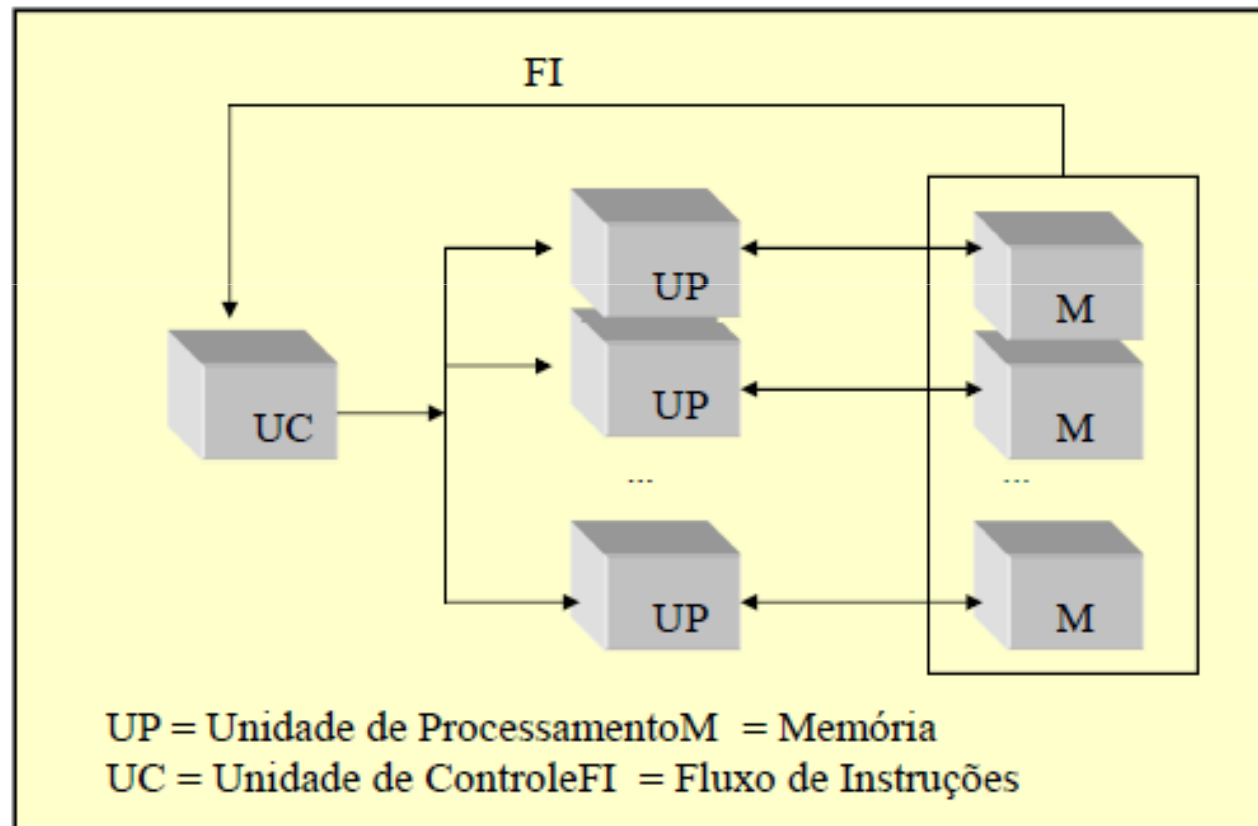 FI
UP
M
UP
M
UC
...
...
UP
M
UP = Unidade de ProcessamentoM = Memória
UC = Unidade de ControleFI = Fluxo de Instruções